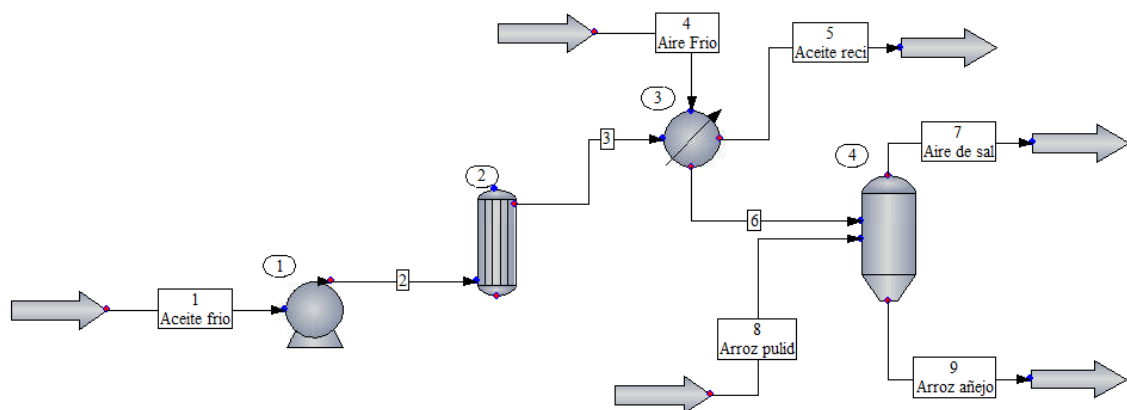 4
Aire Frio
5
Aceite reci
3
3
7
Aire de sal
4
2
6
1
2
1
Aceite frio
8
Arroz pulid
9
Arroz añejo